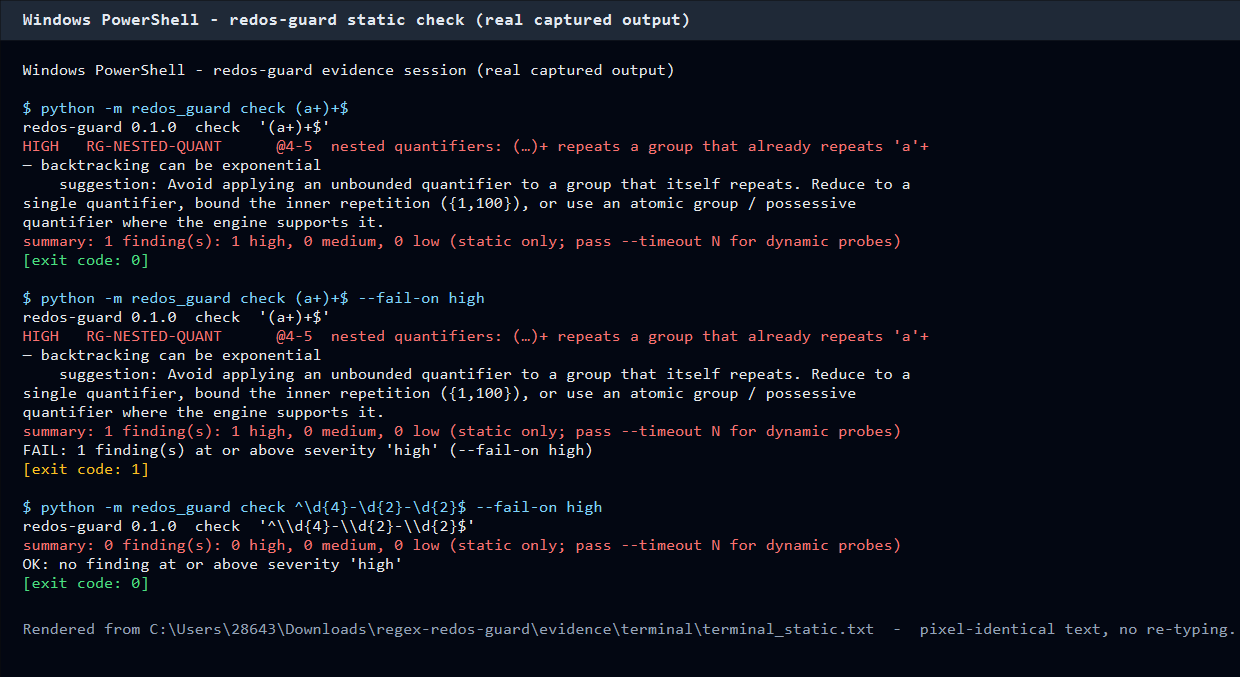 Windows PowerShell - redos-guard static check (real captured output)
Windows PowerShell - redos-guard evidence session (real captured output)
$ python -m redos_guard check (a+)+$
redos-guard 0.1.0  check  '(a+)+$'
HIGH   RG-NESTED-QUANT      @4-5  nested quantifiers: (…)+ repeats a group that already repeats 'a'+
— backtracking can be exponential
    suggestion: Avoid applying an unbounded quantifier to a group that itself repeats. Reduce to a
single quantifier, bound the inner repetition ({1,100}), or use an atomic group / possessive
quantifier where the engine supports it.
summary: 1 finding(s): 1 high, 0 medium, 0 low (static only; pass --timeout N for dynamic probes)
[exit code: 0]
$ python -m redos_guard check (a+)+$ --fail-on high
redos-guard 0.1.0  check  '(a+)+$'
HIGH   RG-NESTED-QUANT      @4-5  nested quantifiers: (…)+ repeats a group that already repeats 'a'+
— backtracking can be exponential
    suggestion: Avoid applying an unbounded quantifier to a group that itself repeats. Reduce to a
single quantifier, bound the inner repetition ({1,100}), or use an atomic group / possessive
quantifier where the engine supports it.
summary: 1 finding(s): 1 high, 0 medium, 0 low (static only; pass --timeout N for dynamic probes)
FAIL: 1 finding(s) at or above severity 'high' (--fail-on high)
[exit code: 1]
$ python -m redos_guard check ^\d{4}-\d{2}-\d{2}$ --fail-on high
redos-guard 0.1.0  check  '^\\d{4}-\\d{2}-\\d{2}$'
summary: 0 finding(s): 0 high, 0 medium, 0 low (static only; pass --timeout N for dynamic probes)
OK: no finding at or above severity 'high'
[exit code: 0]
Rendered from C:\Users\28643\Downloads\regex-redos-guard\evidence\terminal\terminal_static.txt  -  pixel-identical text, no re-typing.